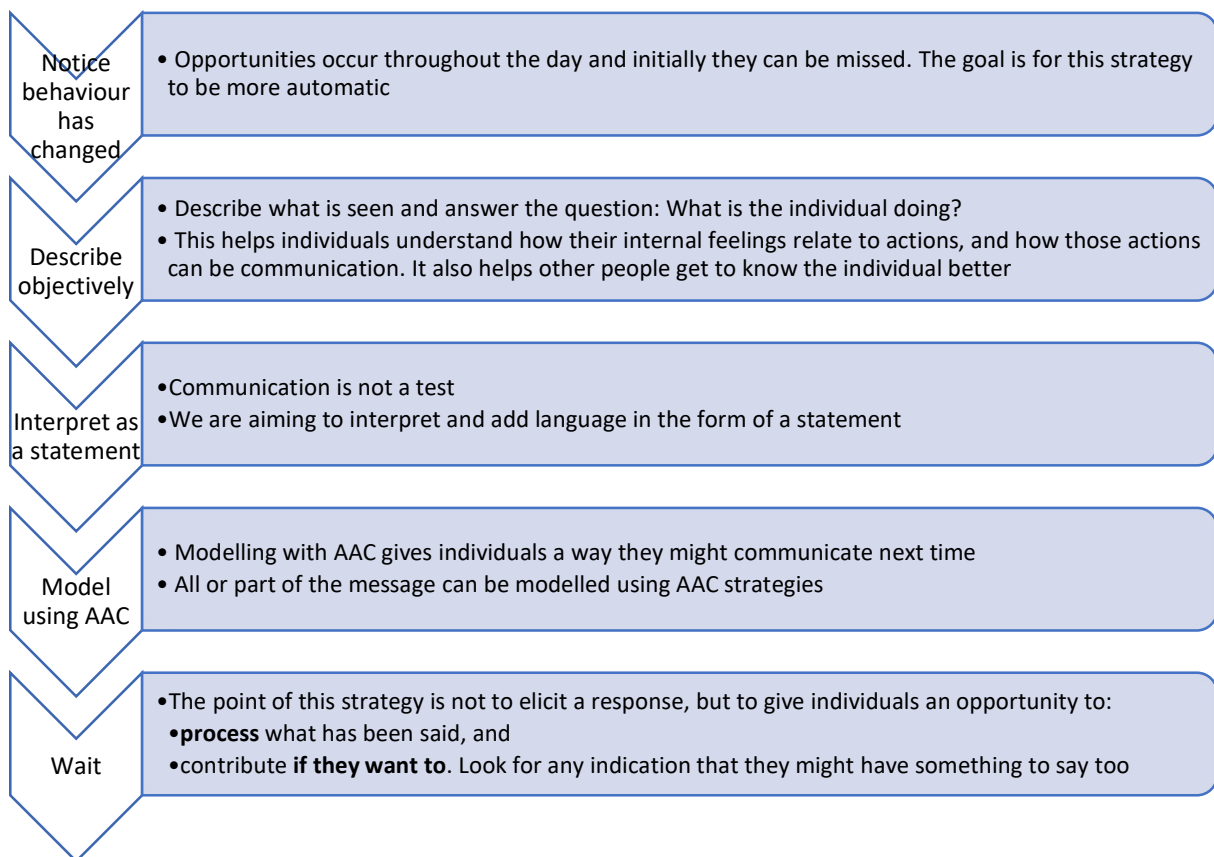 Notice
behaviour
has
changed
• Opportunities occur throughout the day and initially they can be missed. The goal is for this strategy
to be more automatic
Describe
objectively
• Describe what is seen and answer the question: What is the individual doing?
• This helps individuals understand how their internal feelings relate to actions, and how those actions
can be communication. It also helps other people get to know the individual better
Interpret as
a statement
•Communication is not a test
•We are aiming to interpret and add language in the form of a statement
Model
using AAC
• Modelling with AAC gives individuals a way they might communicate next time
• All or part of the message can be modelled using AAC strategies
Wait
•The point of this strategy is not to elicit a response, but to give individuals an opportunity to:
•process what has been said, and
•contribute if they want to. Look for any indication that they might have something to say too